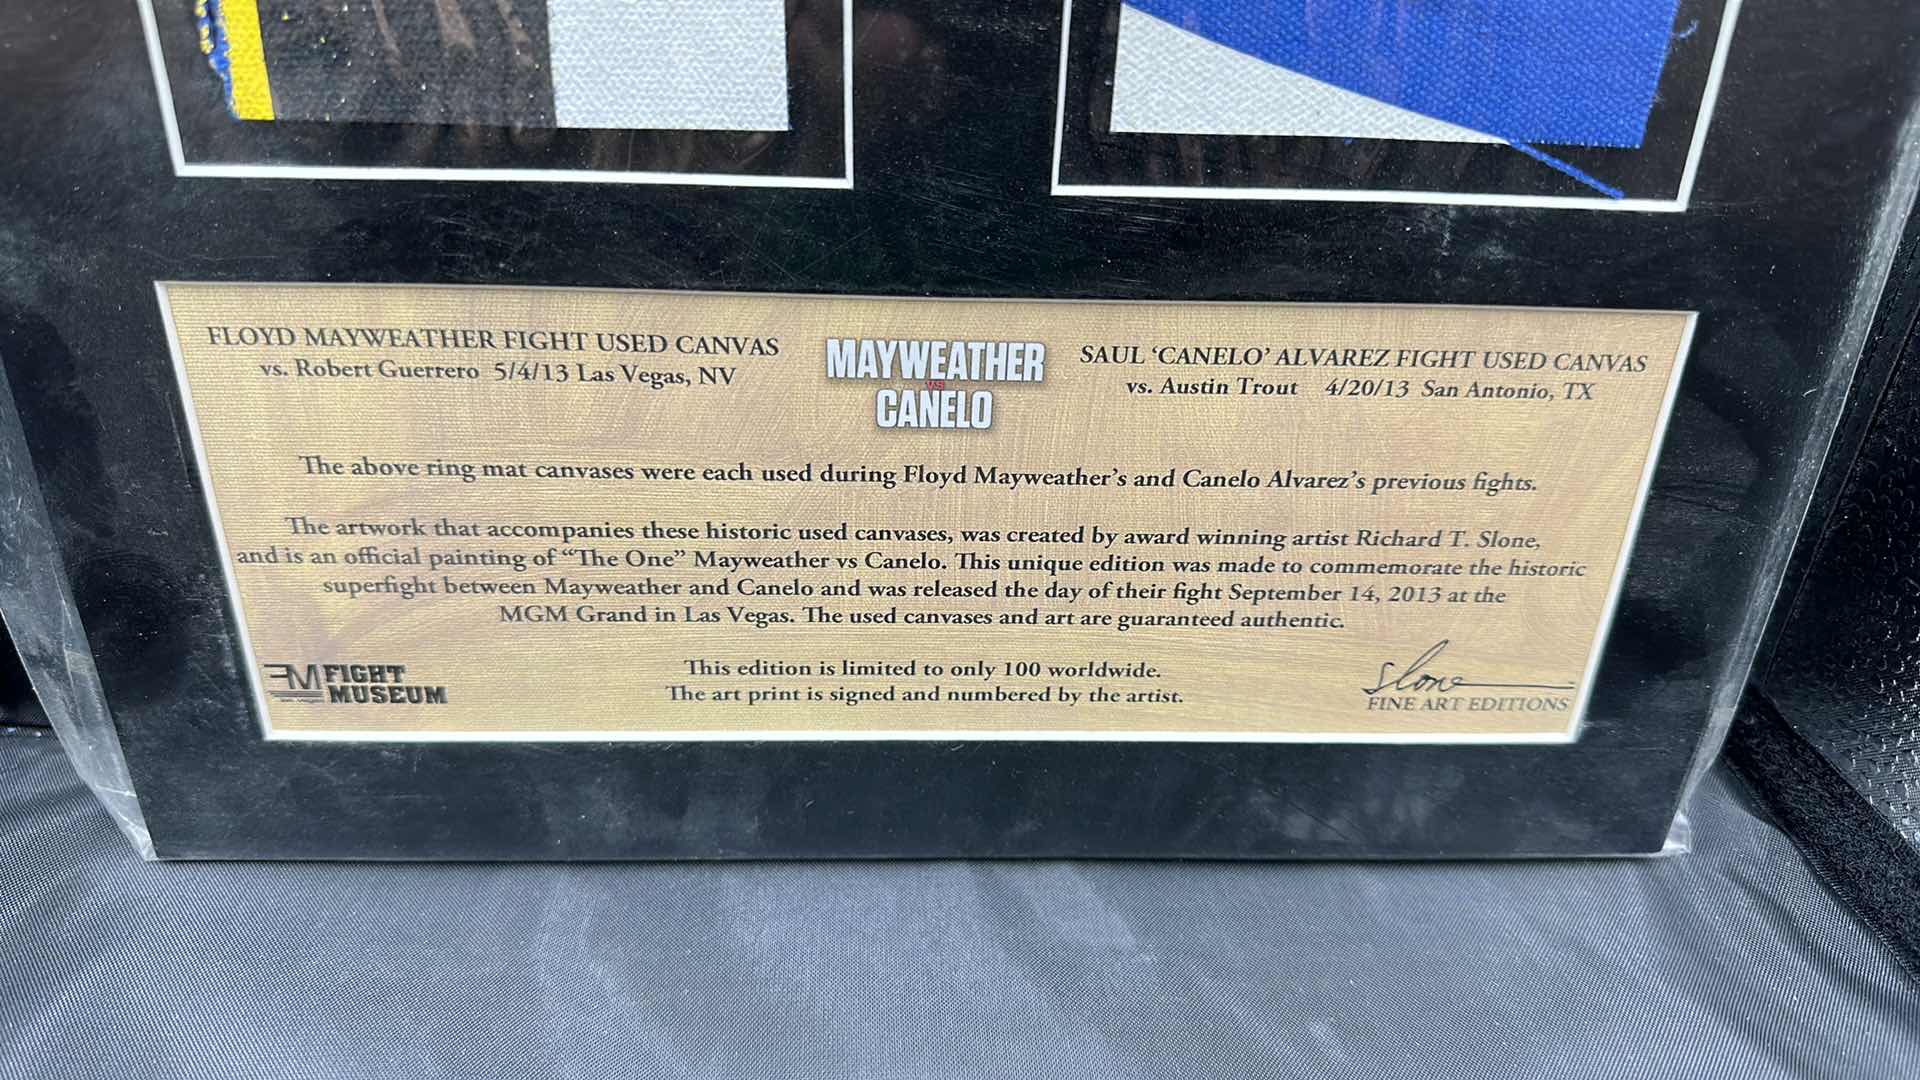 FLOYD MAYWEATHER FIGHT USED CANVAS
vs. Robert Guerrero 5/4/13 Las Vegas, NV
MAYWEATHER
VS
CANELO
SAUL ‘CANELO’ ALVAREZ FIGHT USED CANVAS
vs. Austin Trout 4/20/13 San Antonio, TX
The above ring mat canvases were each used during Floyd Mayweather’s and Canelo Alvarez’s previous fights.
The artwork that accompanies these historic used canvases, was created by award winning artist Richard T. Slone,
and is an official painting of “The One” Mayweather vs Canelo. This unique edition was made to commemorate the historic
superfight between Mayweather and Canelo and was released the day of their fight September 14, 2013 at the
MGM Grand in Las Vegas. The used canvases and art are guaranteed authentic.
This edition is limited to only 100 worldwide.
The art print is signed and numbered by the artist.
FM FIGHT
MUSEUM
Slone
FINE ART EDITIONS